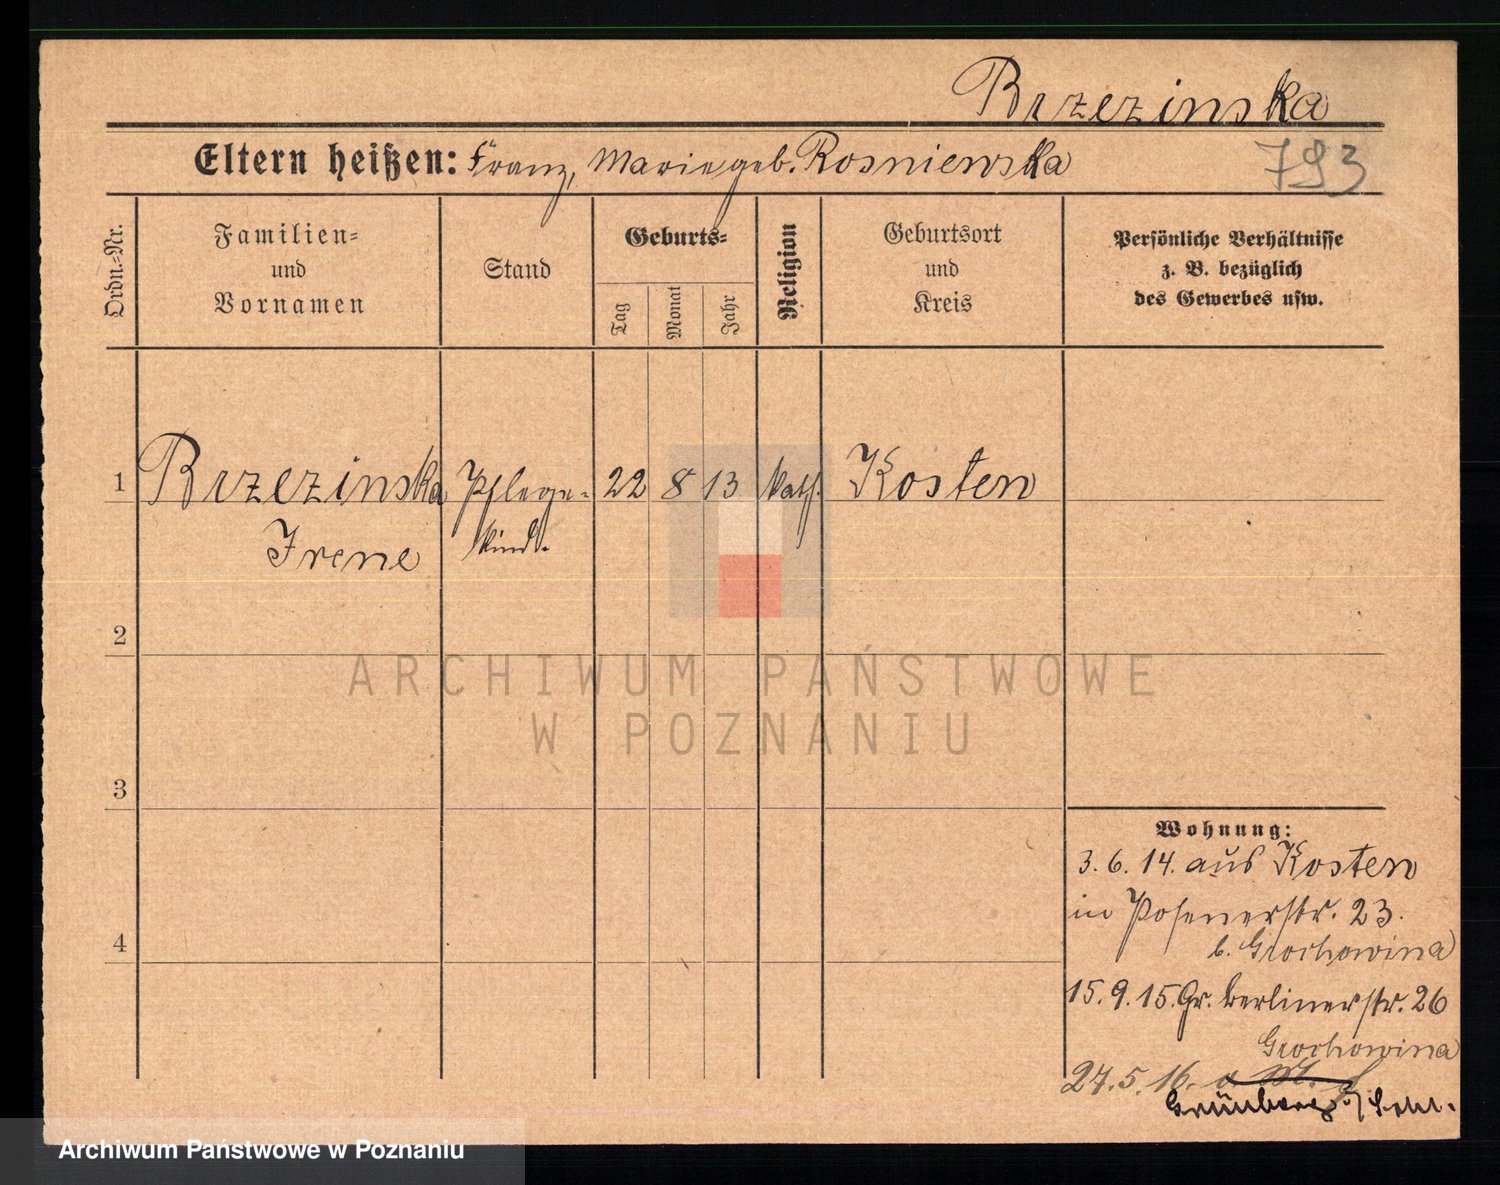 Brzezinska
Eltern heißen: Franz, Marie geb. Rosniewska
793
Ordn.-Nr.
Familien-
und
Vornamen
Stand
Geburts-
Tag
Monat
Jahr
Religion
Geburtsort
und
Kreis
Persönliche Verhältnisse
z. B. bezüglich
des Gewerbes usw.
1 Brzezinska Pflege- 22 8 13 kath. Kosten
Irene kind.
2
3
4
ARCHIWUM PAŃSTWOWE
W POZNANIU
Wohnung:
3. 6. 14. aus Kosten
in Posenerstr. 23.
b. Grochowina
15. 9. 15. Gr. Berlinerstr. 26
Grochowina
27. 5. 16.
Grünberg
Archiwum Państwowe w Poznaniu